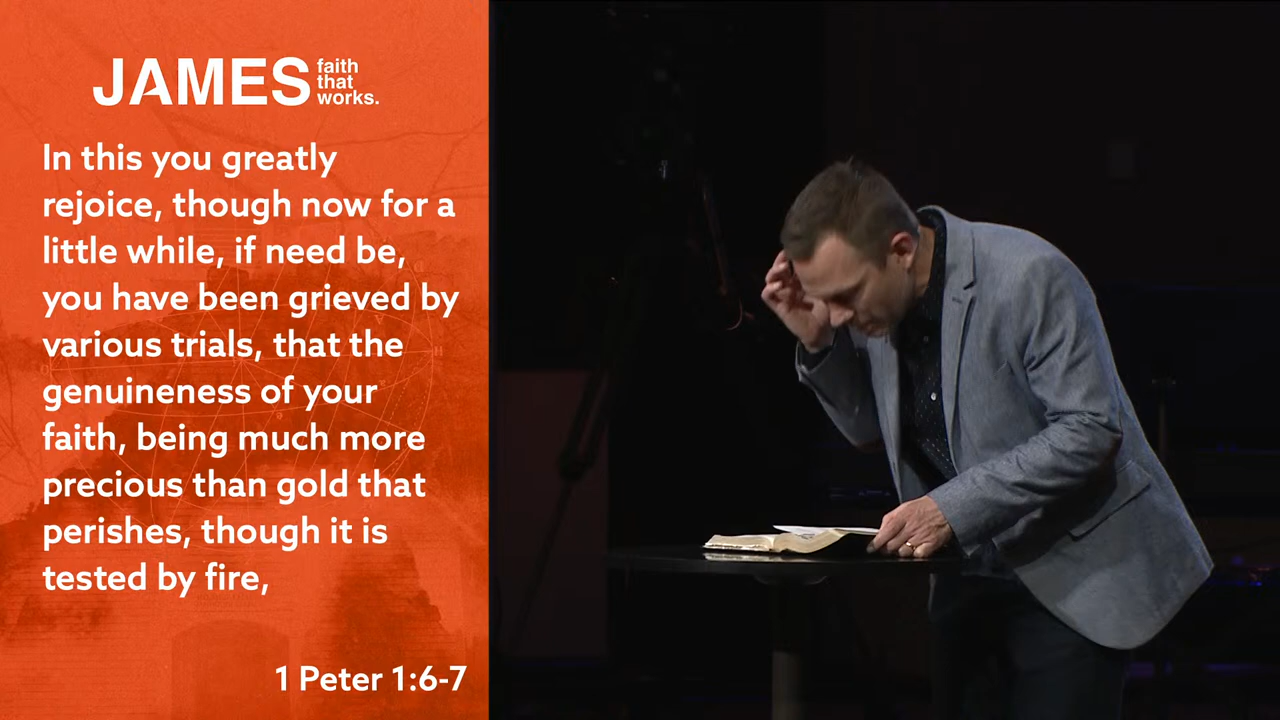 JAMES
faith
that
works.
In this you greatly
rejoice, though now for a
little while, if need be,
you have been grieved by
various trials, that the
genuineness of your
faith, being much more
precious than gold that
perishes, though it is
tested by fire,
1 Peter 1:6-7